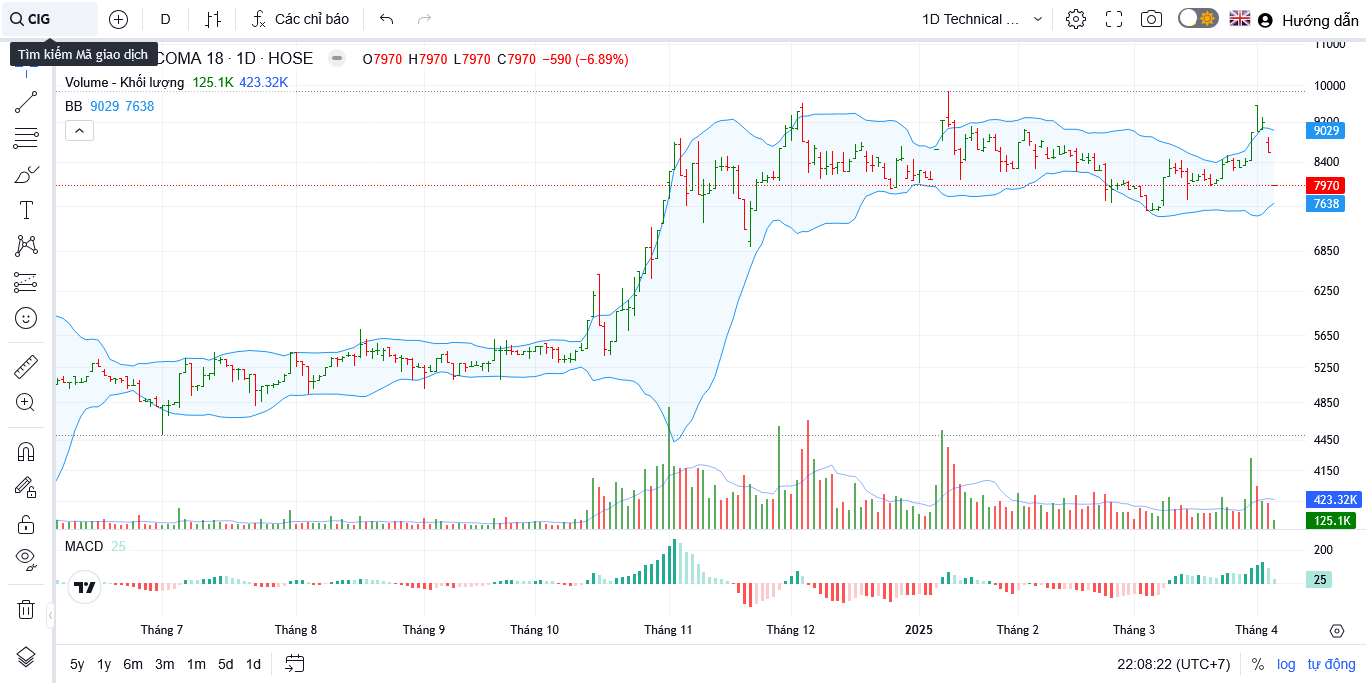 CIG D Các chỉ báo 1D Technical ... Hướng dẫn
Tìm kiếm Mã giao dịch
COMA 18 · 1D · HOSE O7970 H7970 L7970 C7970 −590 (−6.89%)
Volume - Khối lượng 125.1K 423.32K
BB 9029 7638
11000
10000
9200
9029
8400
7970
7638
6850
6250
5650
5250
4850
4450
4150
423.32K
125.1K
MACD 25
200
25
Tháng 7 Tháng 8 Tháng 9 Tháng 10 Tháng 11 Tháng 12 2025 Tháng 2 Tháng 3 Tháng 4
5y 1y 6m 3m 1m 5d 1d 22:08:22 (UTC+7) % log tự động